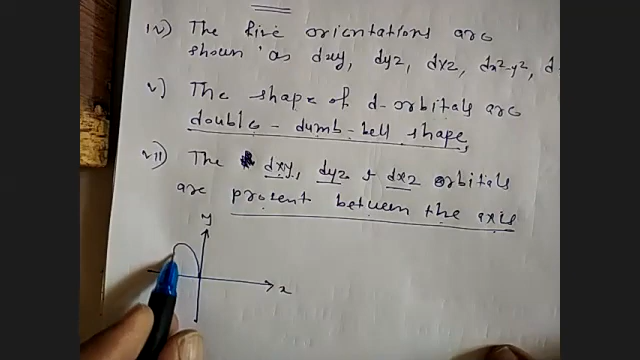 iv) The five orientations are
shown as dxy, dyz, dxz, dx²-y², d
v) The shape of d-orbitals are
double-dumb-bell shape
vii) The dxy, dyz & dxz orbitals
are present between the axis
y
x